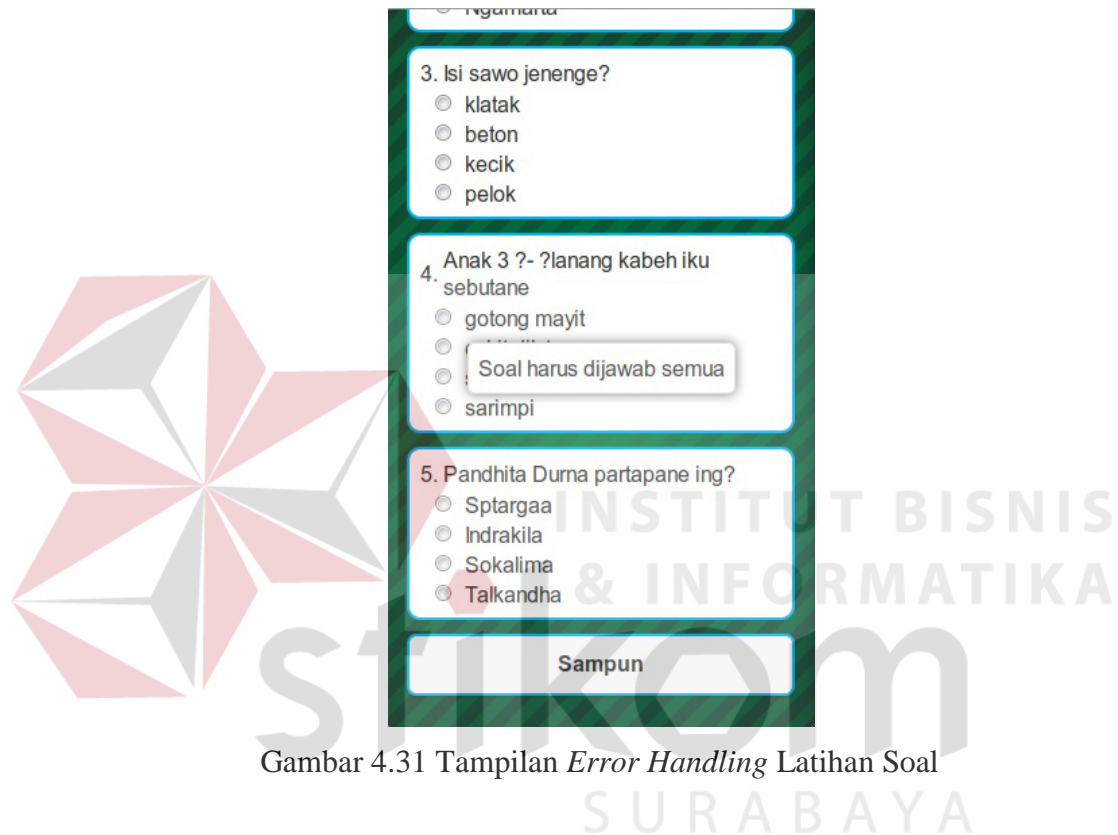 3. Isi sawo jenenge?
klatak
beton
kecik
pelok
4. Anak 3 ?- ?lanang kabeh iku
sebutane
gotong mayit
Soal harus dijawab semua
sarimpi
5. Pandhita Durna partapane ing?
Sptargaa
Indrakila
Sokalima
Talkandha
Sampun
INSTITUT BISNIS
& INFORMATIKA
stikom
SURABAYA
Gambar 4.31 Tampilan Error Handling Latihan Soal